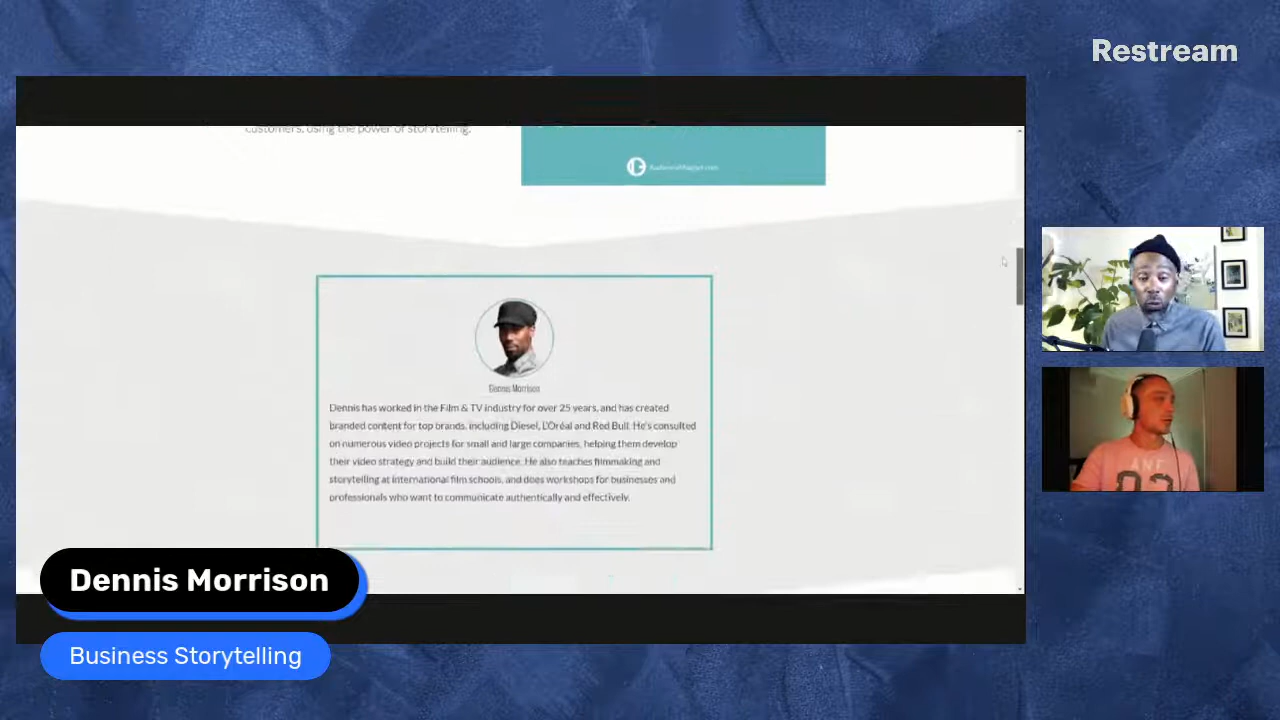 Restream
customers, using the power of storytelling.
Dennis Morrison
Dennis has worked in the Film & TV industry for over 25 years, and has created
branded content for top brands, including Diesel, L'Oréal and Red Bull. He's consulted
on numerous video projects for small and large companies, helping them develop
their video strategy and build their audience. He also teaches filmmaking and
storytelling at international film schools, and does workshops for businesses and
professionals who want to communicate authentically and effectively.
Dennis Morrison
Business Storytelling